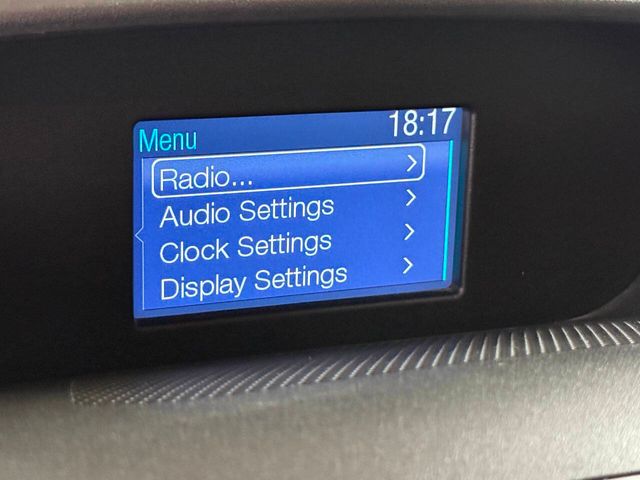 Menu 18:17
Radio...
Audio Settings
Clock Settings
Display Settings